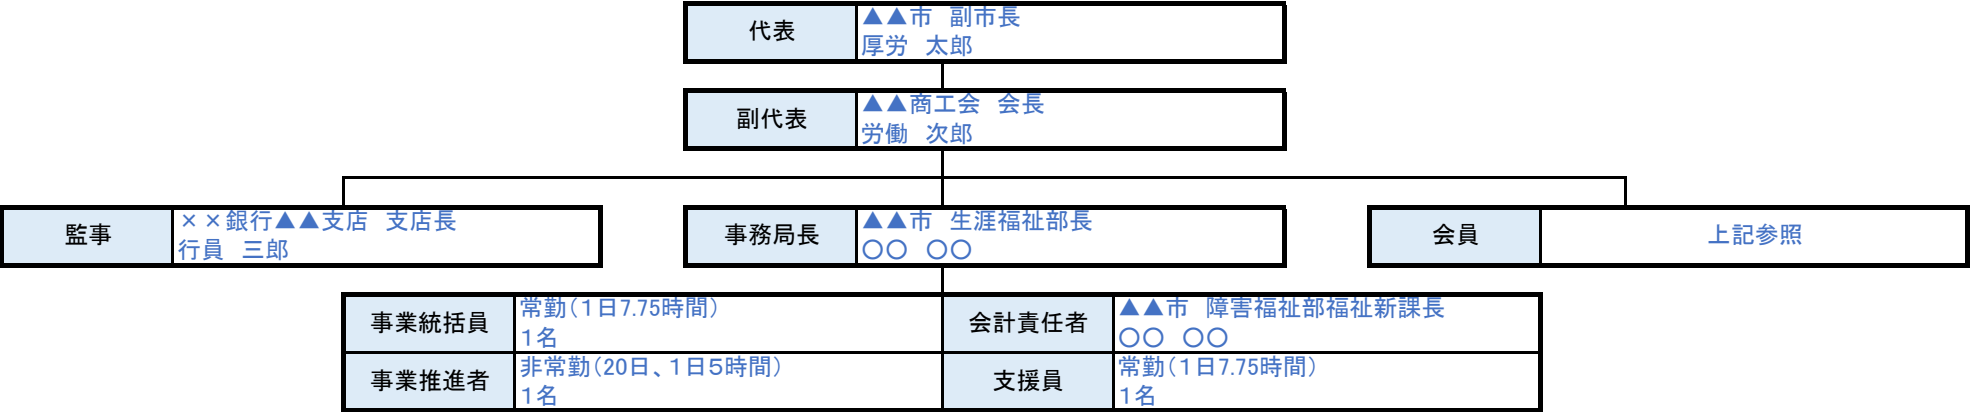 代表
▲▲市　副市長
厚労　太郎
副代表
▲▲商工会　会長
労働　次郎
監事
××銀行▲▲支店　支店長
行員　三郎
事務局長
▲▲市　生涯福祉部長
○○　○○
会員
上記参照
事業統括員
常勤（１日7.75時間）
１名
会計責任者
▲▲市　障害福祉部福祉新課長
○○　○○
事業推進者
非常勤（20日、１日５時間）
１名
支援員
常勤（１日7.75時間）
１名